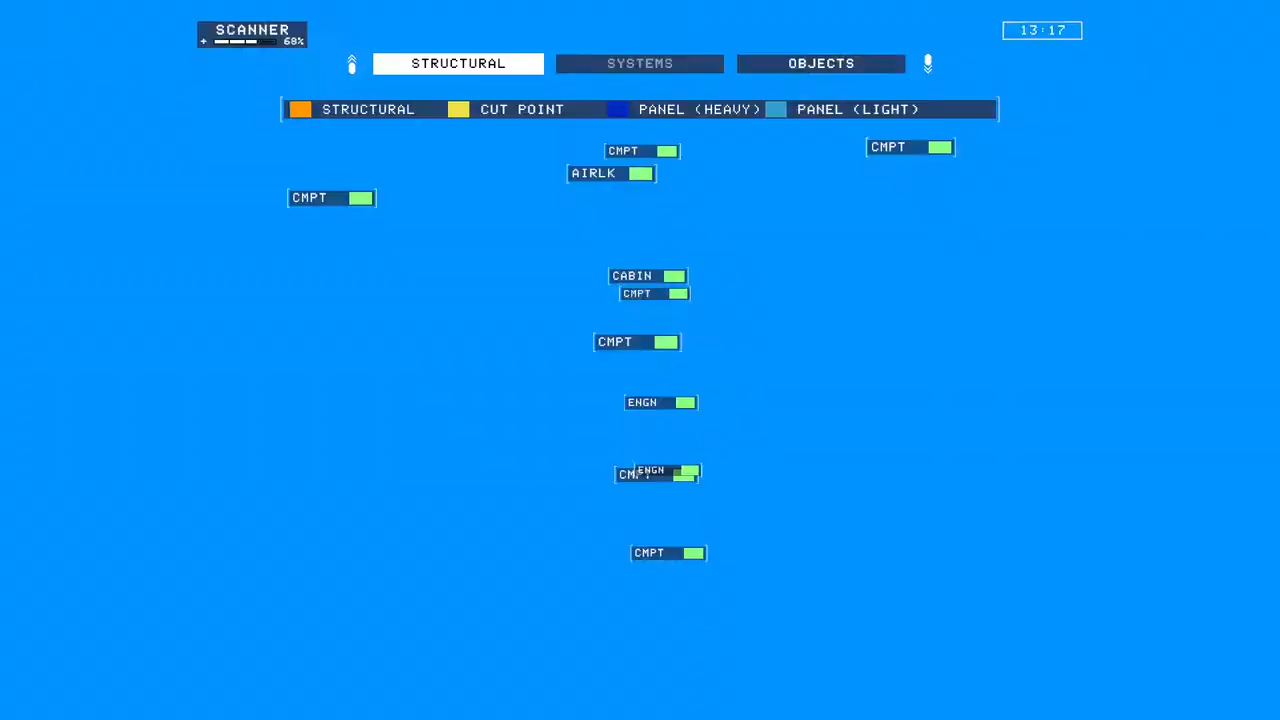 SCANNER
+ 68%
13:17
STRUCTURAL SYSTEMS OBJECTS
STRUCTURAL CUT POINT PANEL (HEAVY) PANEL (LIGHT)
CMPT
CMPT
AIRLK
CMPT
CABIN
CMPT
CMPT
ENGN
ENGN
CMPT
CMPT